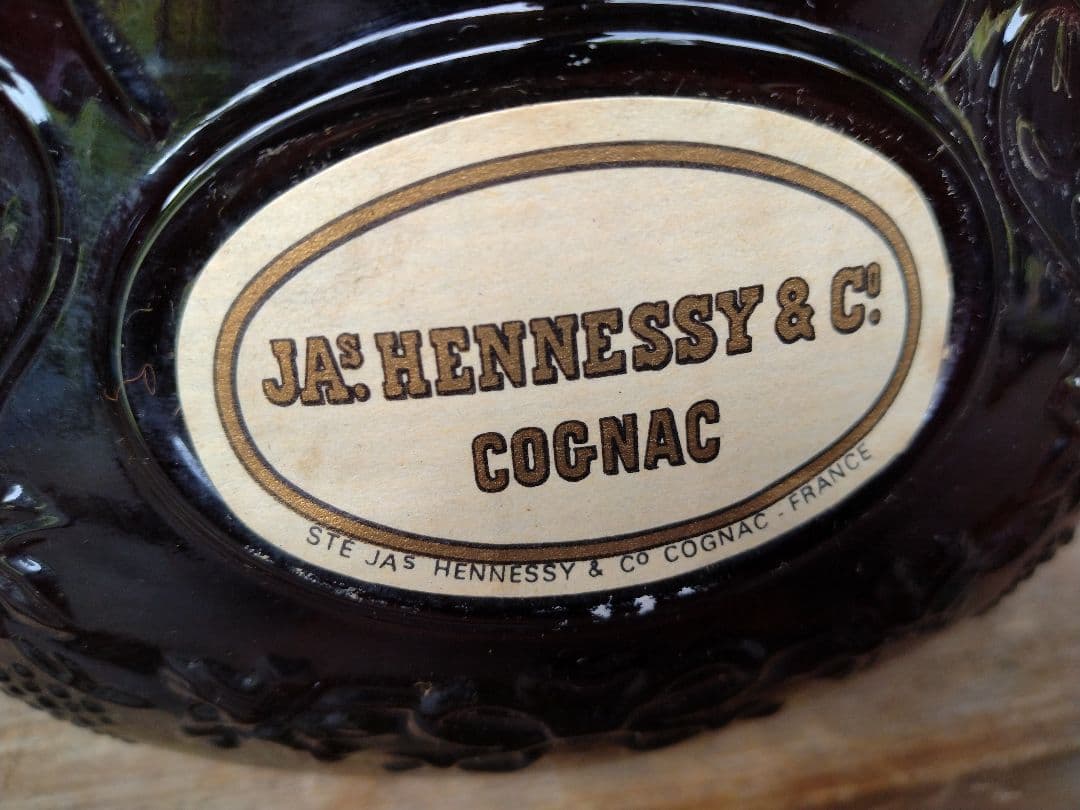 JAS. HENNESSY & Co.
COGNAC
STÉ JAS HENNESSY & Co COGNAC - FRANCE